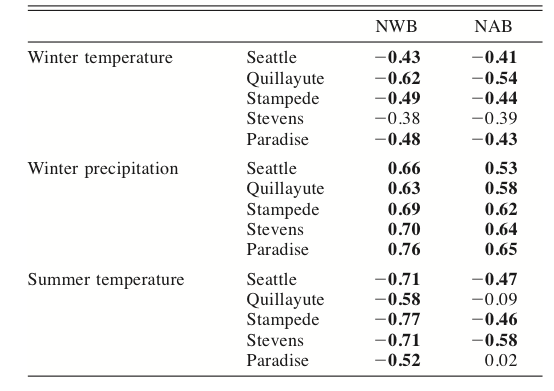 NWB NAB
Winter temperature Seattle −0.43 −0.41
Quillayute −0.62 −0.54
Stampede −0.49 −0.44
Stevens −0.38 −0.39
Paradise −0.48 −0.43
Winter precipitation Seattle 0.66 0.53
Quillayute 0.63 0.58
Stampede 0.69 0.62
Stevens 0.70 0.64
Paradise 0.76 0.65
Summer temperature Seattle −0.71 −0.47
Quillayute −0.58 −0.09
Stampede −0.77 −0.46
Stevens −0.71 −0.58
Paradise −0.52 0.02